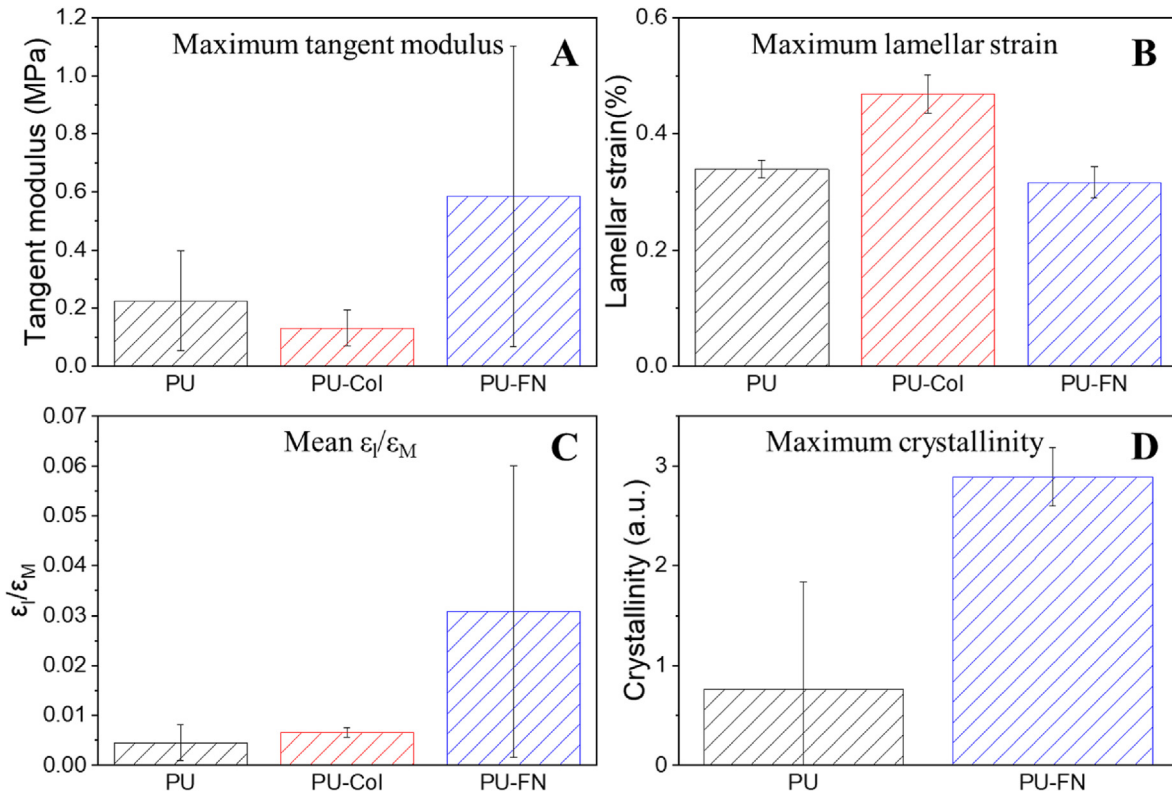 Maximum tangent modulus
A
Tangent modulus (MPa)
1.2
1.0
0.8
0.6
0.4
0.2
0.0
PU
PU-Col
PU-FN
Maximum lamellar strain
B
Lamellar strain(%)
0.6
0.4
0.2
0.0
PU
PU-Col
PU-FN
Mean εl/εM
C
εl/εM
0.07
0.06
0.05
0.04
0.03
0.02
0.01
0.00
PU
PU-Col
PU-FN
Maximum crystallinity
D
Crystallinity (a.u.)
3
2
1
0
PU
PU-FN